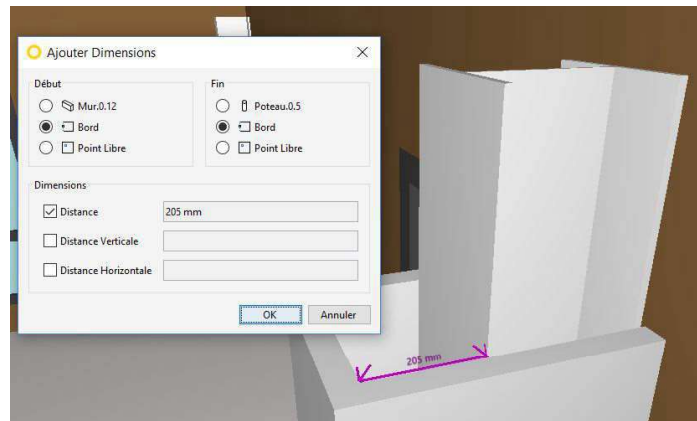 Ajouter Dimensions
Début
Mur.0.12
Bord
Point Libre
Fin
Poteau.0.5
Bord
Point Libre
Dimensions
Distance 205 mm
Distance Verticale
Distance Horizontale
OK Annuler
205 mm